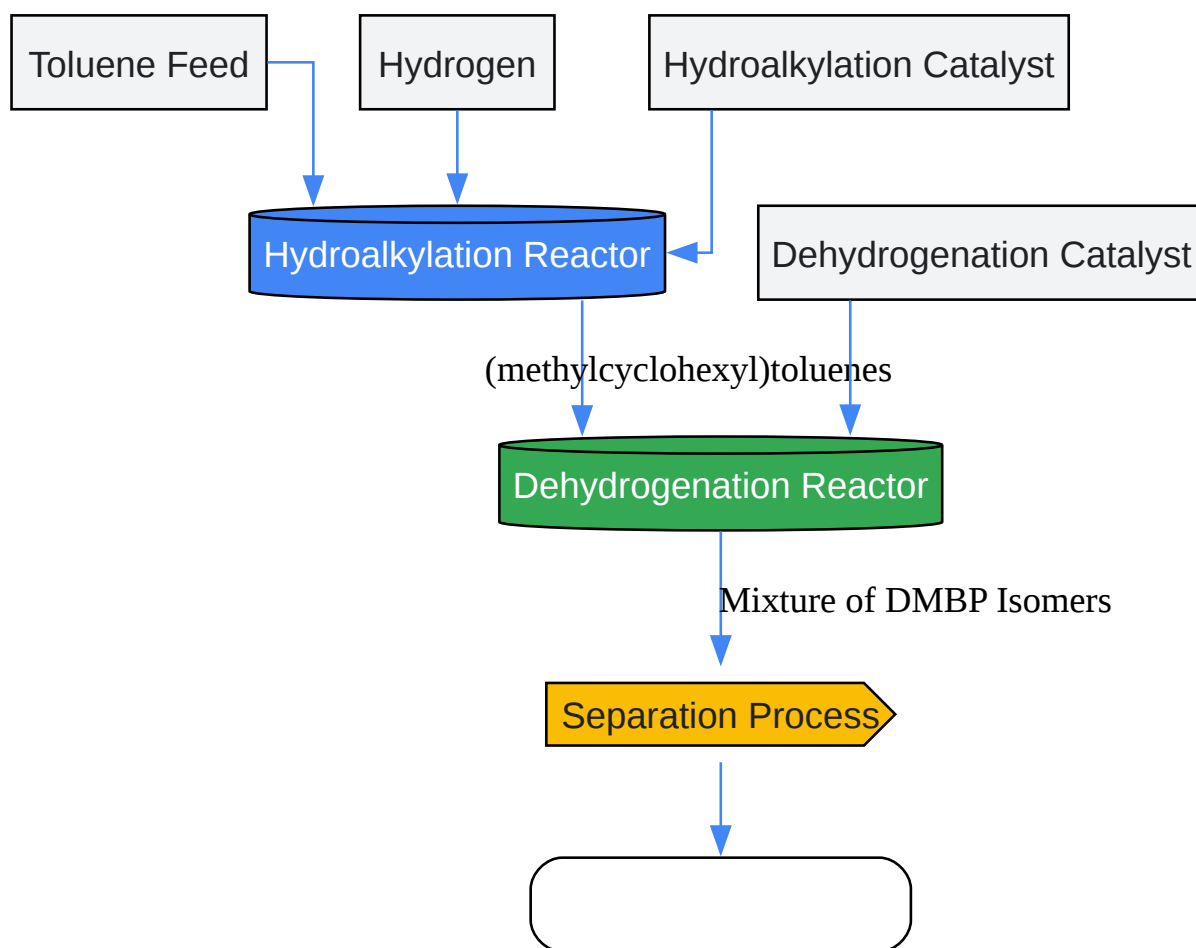 Toluene Feed
Hydrogen
Hydroalkylation Catalyst
Hydroalkylation Reactor
Dehydrogenation Catalyst
(methylcyclohexyl)toluenes
Dehydrogenation Reactor
Mixture of DMBP Isomers
Separation Process